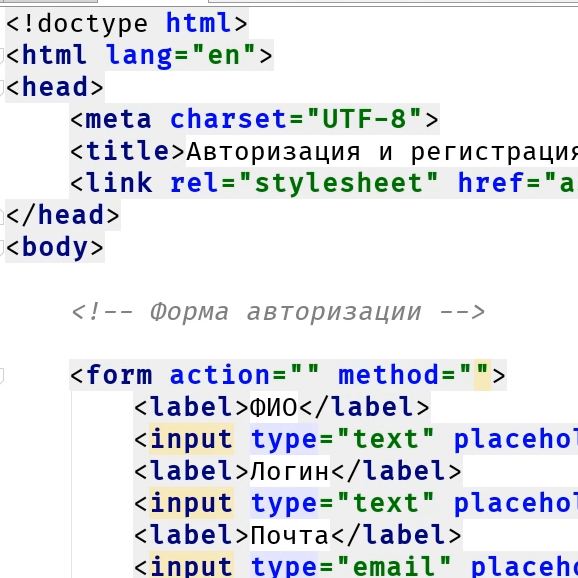 <!doctype html>
<html lang="en">
<head>
<meta charset="UTF-8">
<title>Авторизация и регистрация
<link rel="stylesheet" href="a
</head>
<body>
<!-- Форма авторизации -->
<form action="" method="">
<label>ФИО</label>
<input type="text" placehol
<label>Логин</label>
<input type="text" placehol
<label>Почта</label>
<input type="email" placeho